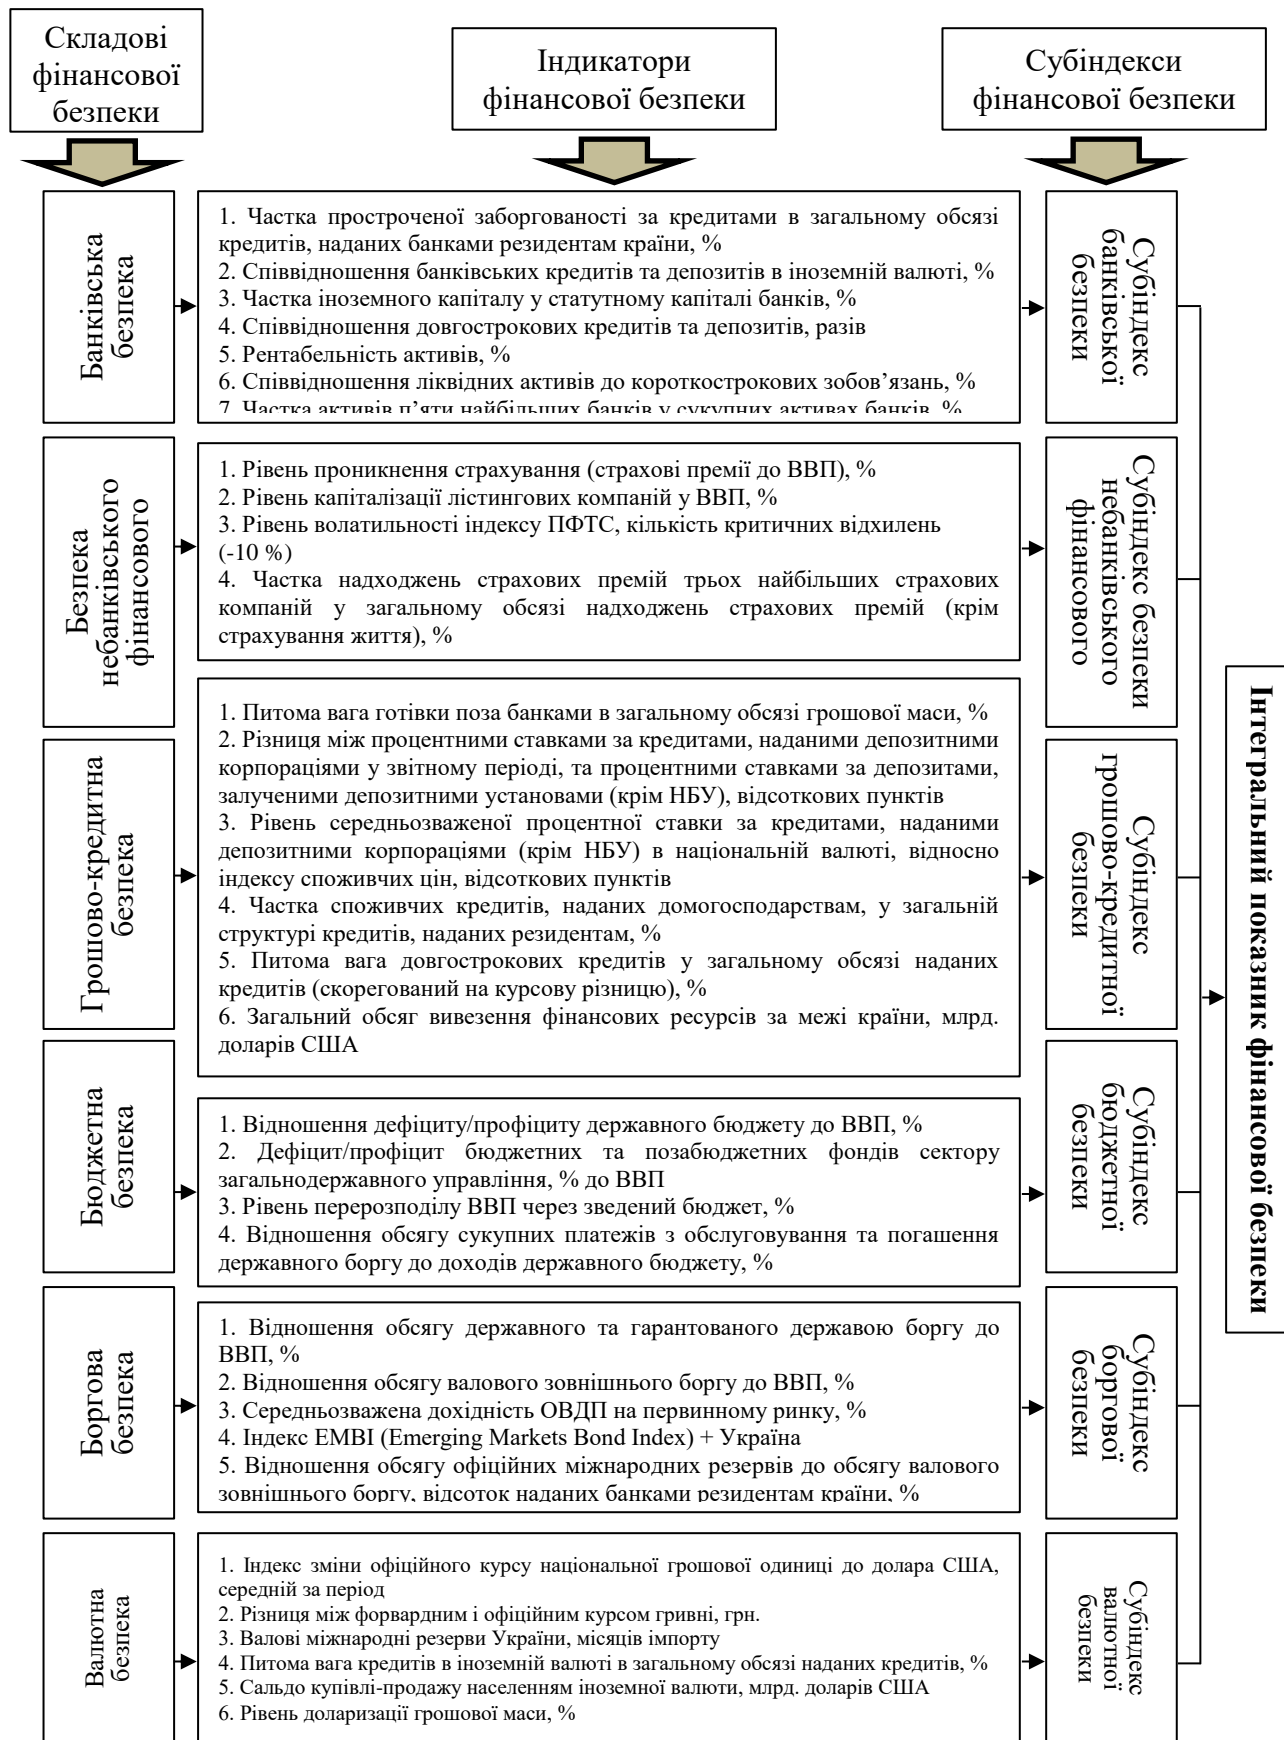 Складові
фінансової
безпеки
Індикатори
фінансової безпеки
Субіндекси
фінансової безпеки
Банківська
безпека
1. Частка простроченої заборгованості за кредитами в загальному обсязі
кредитів, наданих банками резидентам країни, %
2. Співвідношення банківських кредитів та депозитів в іноземній валюті, %
3. Частка іноземного капіталу у статутному капіталі банків, %
4. Співвідношення довгострокових кредитів та депозитів, разів
5. Рентабельність активів, %
6. Співвідношення ліквідних активів до короткострокових зобов’язань, %
7. Частка активів п’яти найбільших банків у сукупних активах банків, %
Субіндекс
банківської
безпеки
Безпека
небанківського
фінансового
1. Рівень проникнення страхування (страхові премії до ВВП), %
2. Рівень капіталізації лістингових компаній у ВВП, %
3. Рівень волатильності індексу ПФТС, кількість критичних відхилень
(-10 %)
4. Частка надходжень страхових премій трьох найбільших страхових
компаній у загальному обсязі надходжень страхових премій (крім
страхування життя), %
Субіндекс безпеки
небанківського
фінансового
Грошово-кредитна
безпека
1. Питома вага готівки поза банками в загальному обсязі грошової маси, %
2. Різниця між процентними ставками за кредитами, наданими депозитними
корпораціями у звітному періоді, та процентними ставками за депозитами,
залученими депозитними установами (крім НБУ), відсоткових пунктів
3. Рівень середньозваженої процентної ставки за кредитами, наданими
депозитними корпораціями (крім НБУ) в національній валюті, відносно
індексу споживчих цін, відсоткових пунктів
4. Частка споживчих кредитів, наданих домогосподарствам, у загальній
структурі кредитів, наданих резидентам, %
5. Питома вага довгострокових кредитів у загальному обсязі наданих
кредитів (скорегований на курсову різницю), %
6. Загальний обсяг вивезення фінансових ресурсів за межі країни, млрд.
доларів США
Субіндекс
грошово-кредитної
безпеки
Бюджетна
безпека
1. Відношення дефіциту/профіциту державного бюджету до ВВП, %
2. Дефіцит/профіцит бюджетних та позабюджетних фондів сектору
загальнодержавного управління, % до ВВП
3. Рівень перерозподілу ВВП через зведений бюджет, %
4. Відношення обсягу сукупних платежів з обслуговування та погашення
державного боргу до доходів державного бюджету, %
Субіндекс
бюджетної
безпеки
Боргова
безпека
1. Відношення обсягу державного та гарантованого державою боргу до
ВВП, %
2. Відношення обсягу валового зовнішнього боргу до ВВП, %
3. Середньозважена дохідність ОВДП на первинному ринку, %
4. Індекс EMBI (Emerging Markets Bond Index) + Україна
5. Відношення обсягу офіційних міжнародних резервів до обсягу валового
зовнішнього боргу, відсоток наданих банками резидентам країни, %
Субіндекс
боргової
безпеки
Валютна
безпека
1. Індекс зміни офіційного курсу національної грошової одиниці до долара США,
середній за період
2. Різниця між форвардним і офіційним курсом гривні, грн.
3. Валові міжнародні резерви України, місяців імпорту
4. Питома вага кредитів в іноземній валюті в загальному обсязі наданих кредитів, %
5. Сальдо купівлі-продажу населенням іноземної валюти, млрд. доларів США
6. Рівень доларизації грошової маси, %
Субіндекс
валютної
безпеки
Інтегральний показник фінансової безпеки